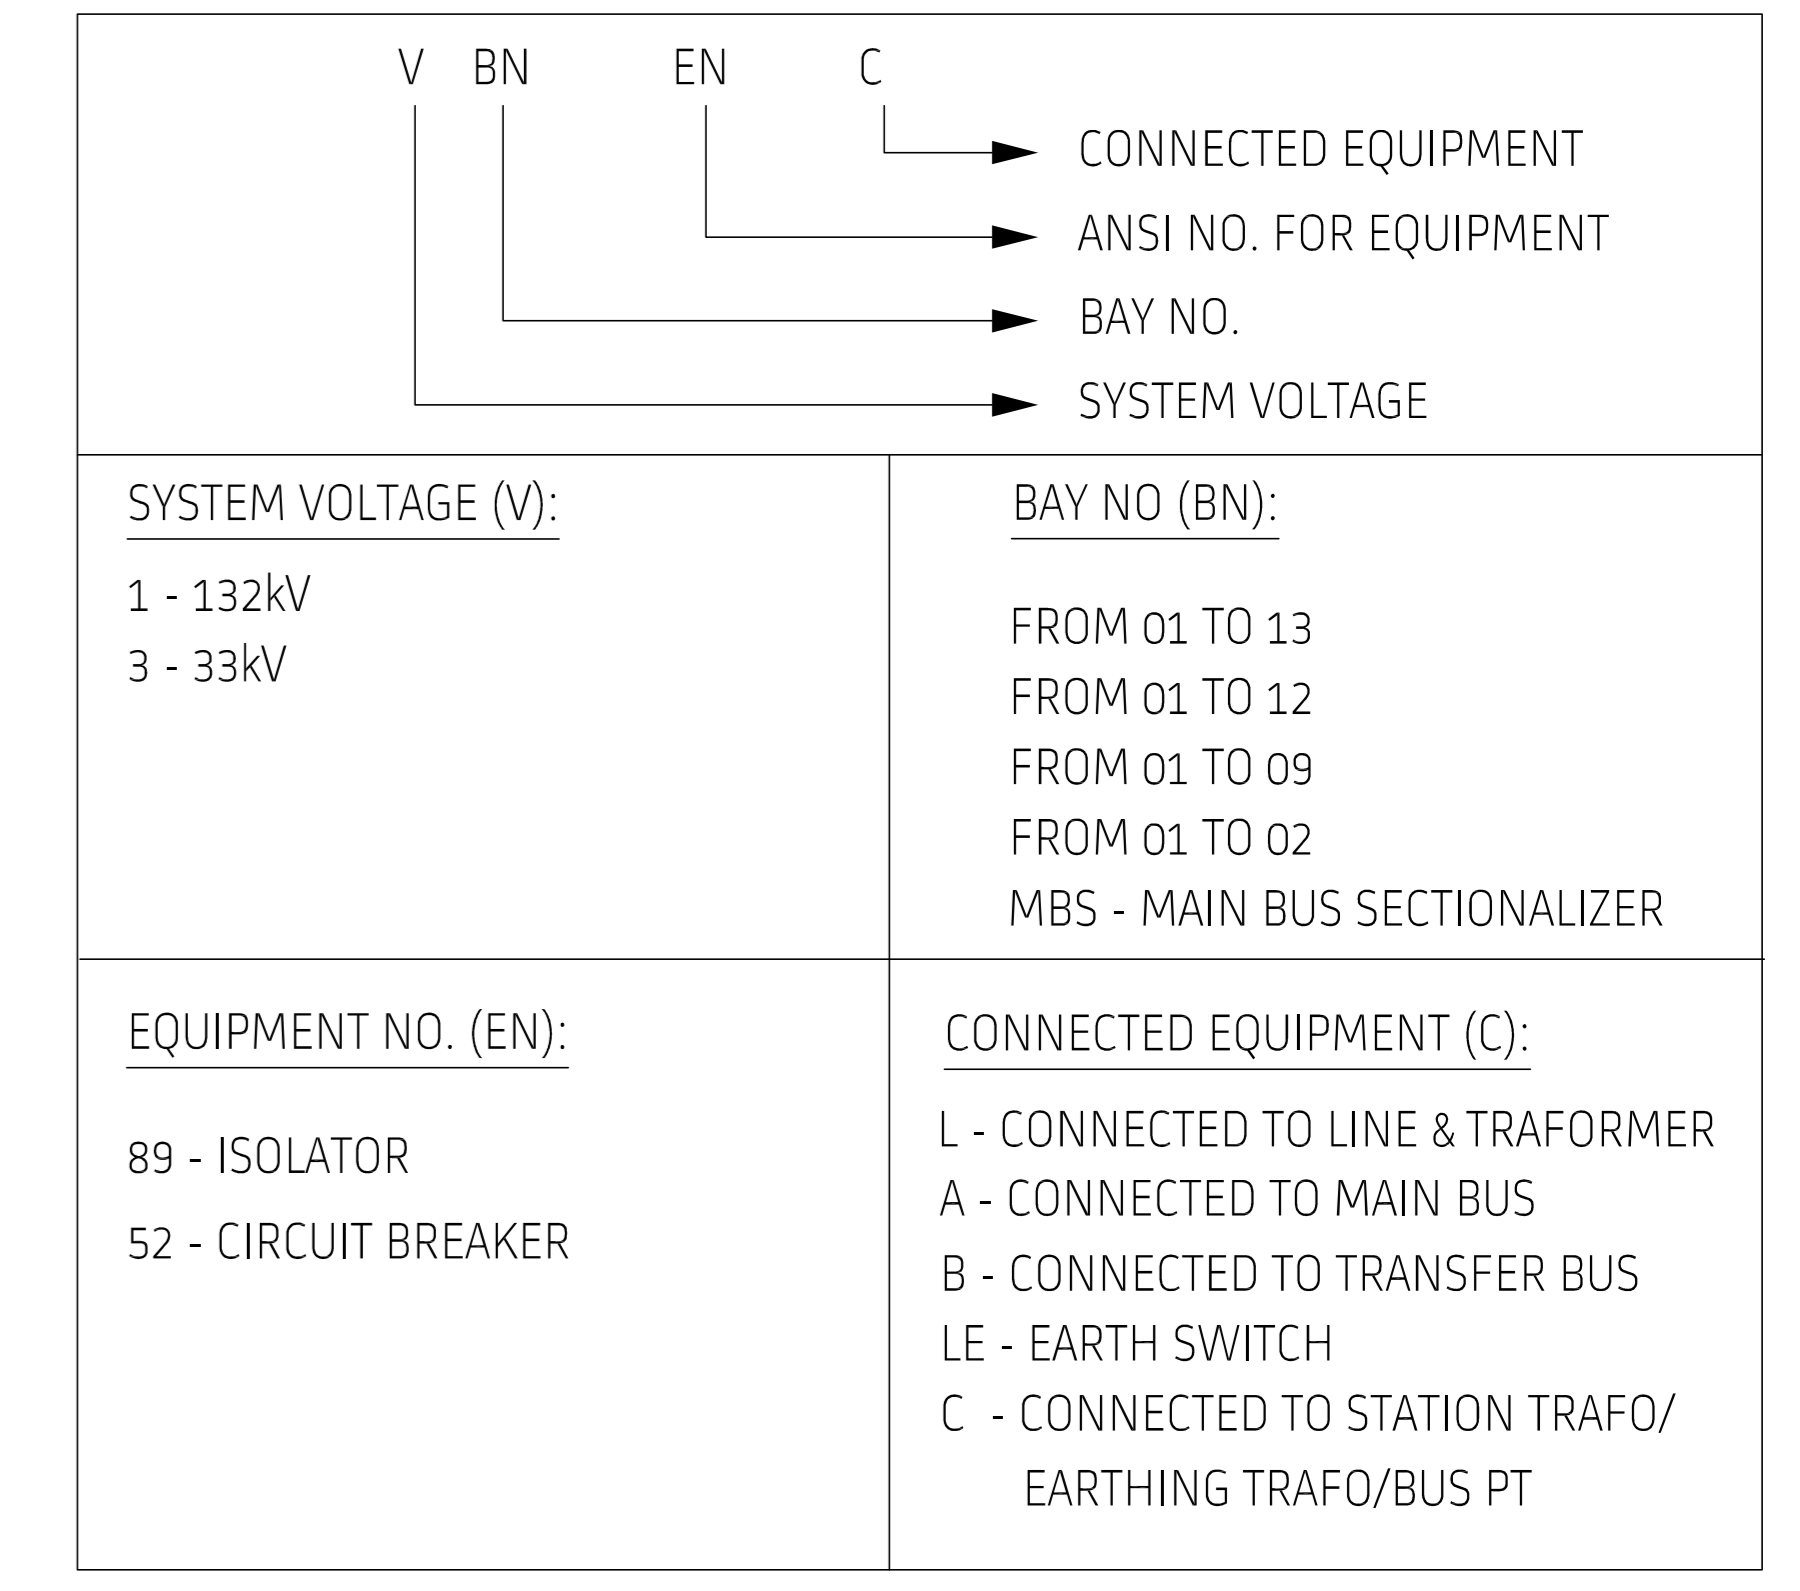 V BN EN C
CONNECTED EQUIPMENT
ANSI NO. FOR EQUIPMENT
BAY NO.
SYSTEM VOLTAGE
SYSTEM VOLTAGE (V):
1 - 132kV
3 - 33kV
BAY NO (BN):
FROM 01 TO 13
FROM 01 TO 12
FROM 01 TO 09
FROM 01 TO 02
MBS - MAIN BUS SECTIONALIZER
EQUIPMENT NO. (EN):
89 - ISOLATOR
52 - CIRCUIT BREAKER
CONNECTED EQUIPMENT (C):
L - CONNECTED TO LINE & TRAFORMER
A - CONNECTED TO MAIN BUS
B - CONNECTED TO TRANSFER BUS
LE - EARTH SWITCH
C - CONNECTED TO STATION TRAFO/
EARTHING TRAFO/BUS PT